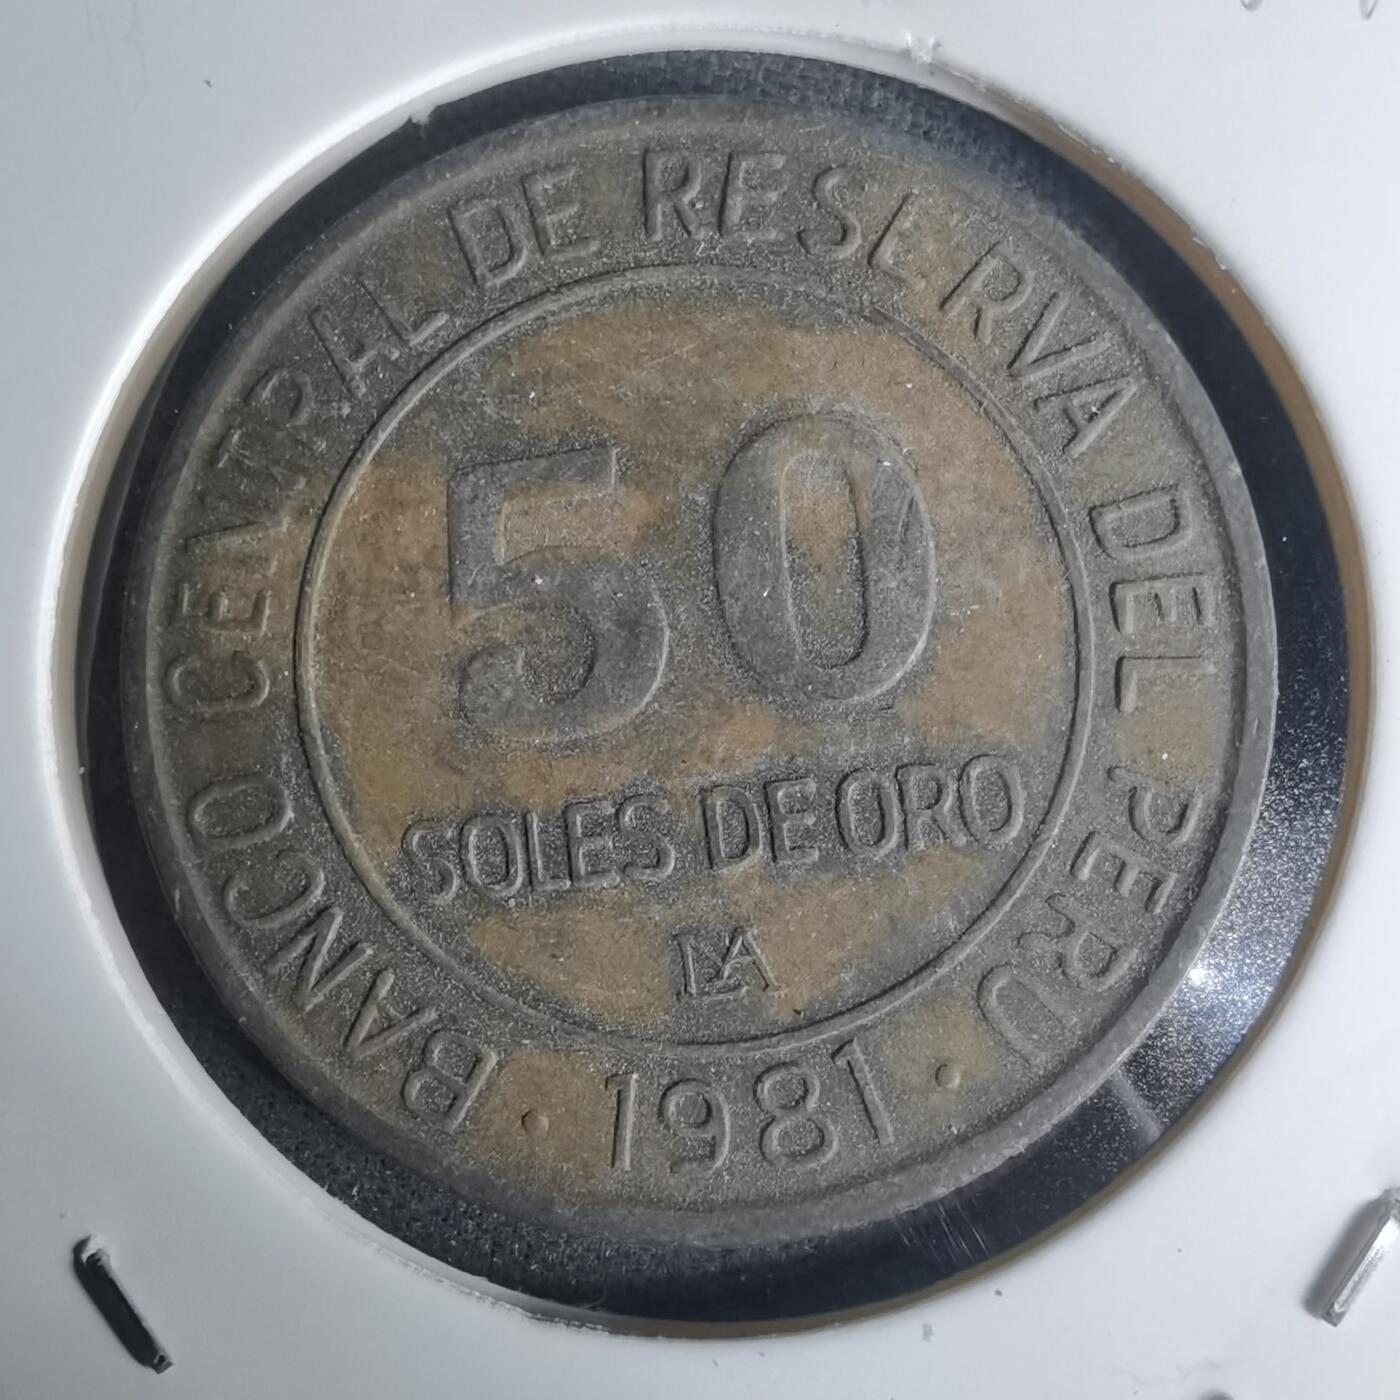 BANCO CENTRAL DE RESERVA DEL PERU
50
SOLES DE ORO
LA
· 1981 ·